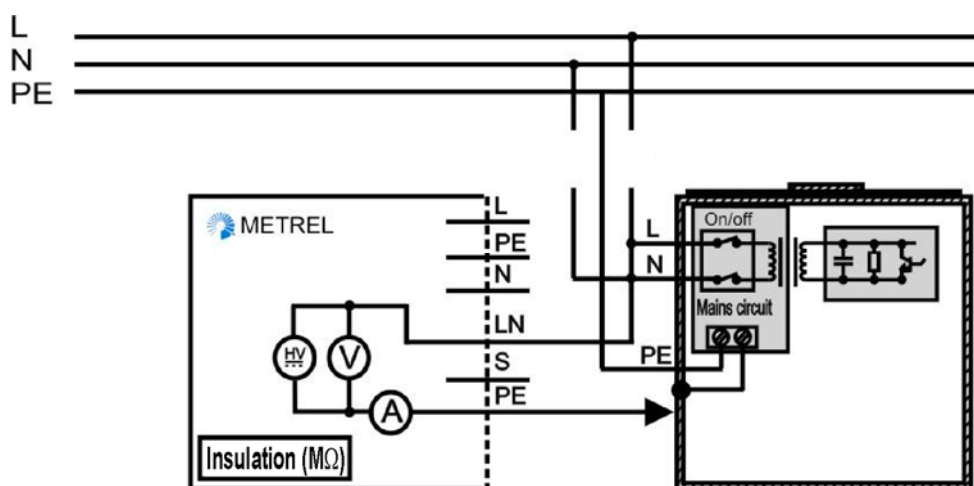 L
N
PE
METREL
L
PE
N
LN
S
PE
HV
V
A
Insulation (MΩ)
L
N
PE
On/off
Mains circuit